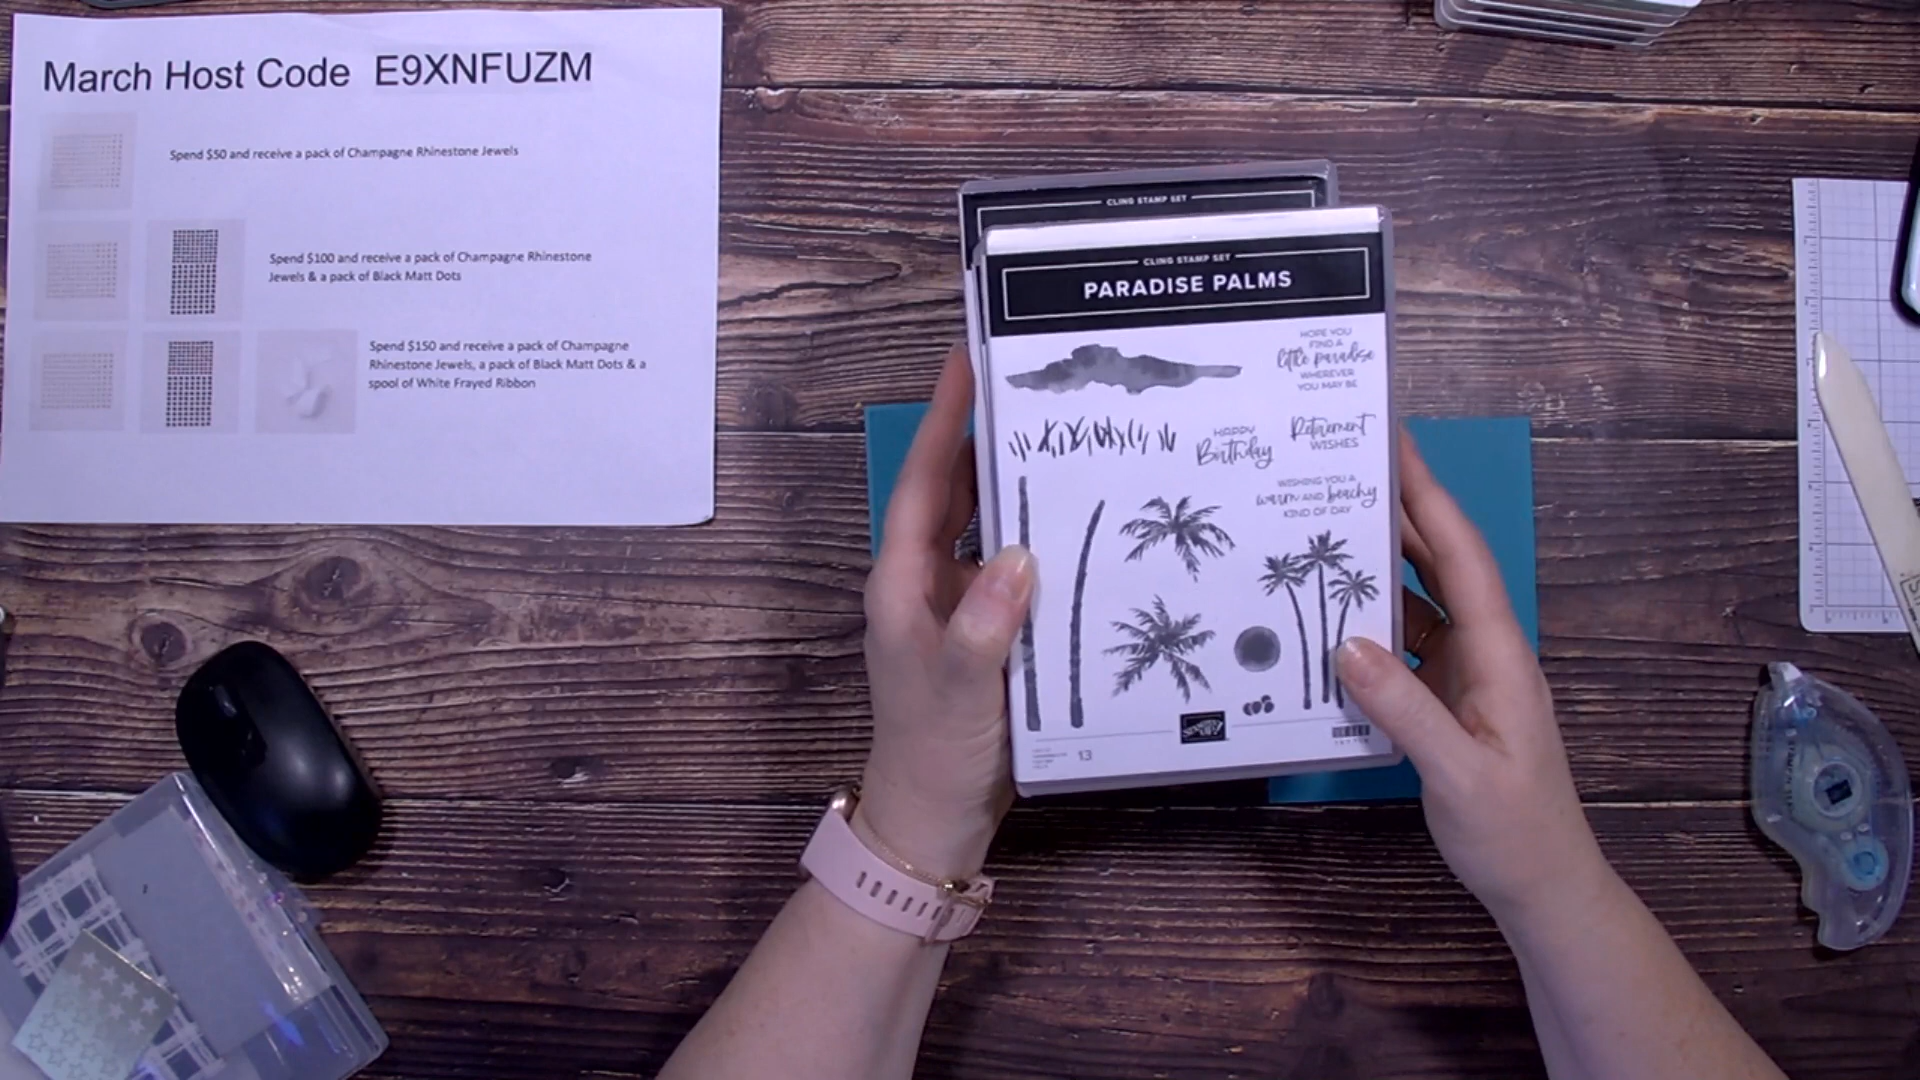 March Host Code E9XNFUZM
Spend $50 and receive a pack of Champagne Rhinestone Jewels
Spend $100 and receive a pack of Champagne Rhinestone
Jewels & a pack of Black Matt Dots
Spend $150 and receive a pack of Champagne
Rhinestone Jewels, a pack of Black Matt Dots & a
spool of White Frayed Ribbon
CLING STAMP SET
CLING STAMP SET
PARADISE PALMS
HOPE YOU
FIND A
little paradise
WHEREVER
YOU MAY BE
HAPPY
Birthday
Retirement
WISHES
WISHING YOU A
warm AND beachy
KIND OF DAY
STAMPIN' UP!
13